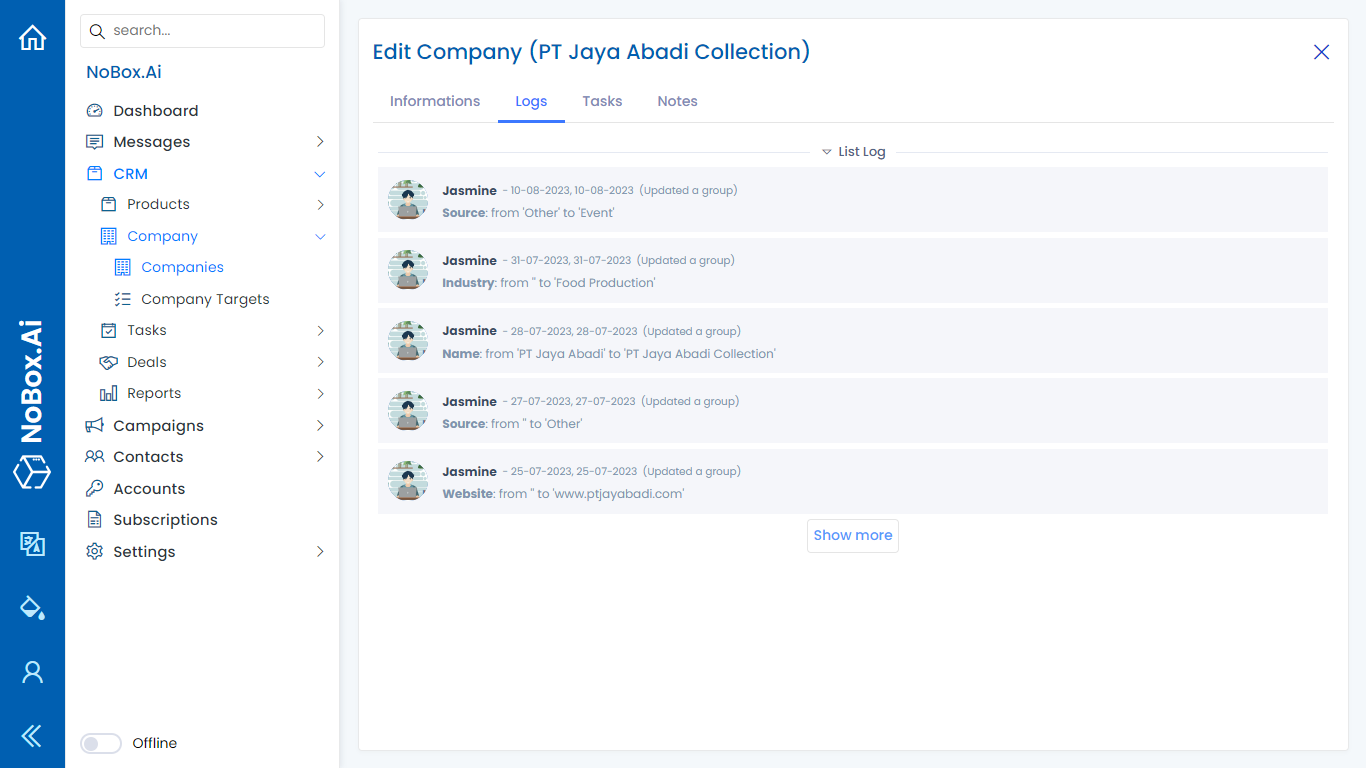 search...
NoBox.Ai
Dashboard
Messages
CRM
Products
Company
Companies
Company Targets
Tasks
Deals
Reports
Campaigns
Contacts
Accounts
Subscriptions
Settings
Offline
NoBox.Ai
Edit Company (PT Jaya Abadi Collection)
Informations Logs Tasks Notes
List Log
Jasmine - 10-08-2023, 10-08-2023 (Updated a group)
Source: from 'Other' to 'Event'
Jasmine - 31-07-2023, 31-07-2023 (Updated a group)
Industry: from '' to 'Food Production'
Jasmine - 28-07-2023, 28-07-2023 (Updated a group)
Name: from 'PT Jaya Abadi' to 'PT Jaya Abadi Collection'
Jasmine - 27-07-2023, 27-07-2023 (Updated a group)
Source: from '' to 'Other'
Jasmine - 25-07-2023, 25-07-2023 (Updated a group)
Website: from '' to 'www.ptjayabadi.com'
Show more